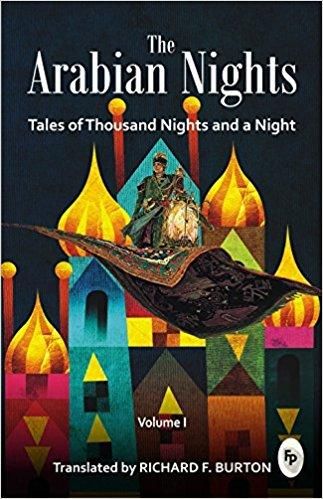 The
Arabian Nights
Tales of Thousand Nights and a Night
Volume I
FP
Translated by RICHARD F. BURTON